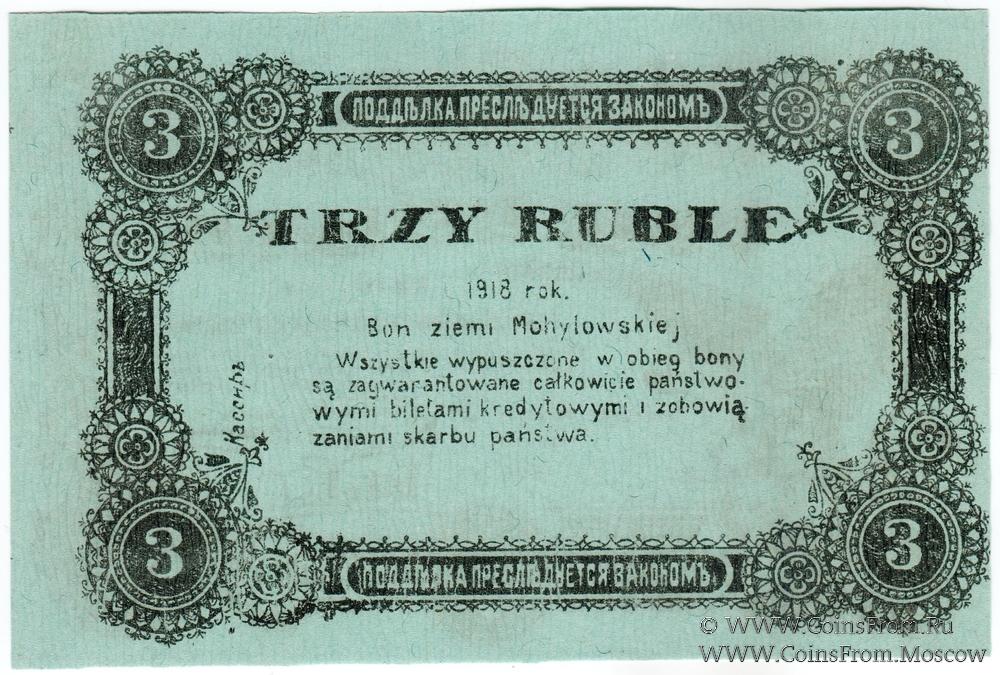 3 ПОДДѢЛКА ПРЕСЛѢДУЕТСЯ ЗАКОНОМЪ 3
TRZY RUBLE
1918 rok.
Bon ziemi Mohylowskiej
Wszystkie wypuszczone w obieg bony
są zagwarantowane całkowicie państwo-
wymi biletami kredytowymi i zobowią-
zaniami skarbu państwa.
Кассиръ
3 ПОДДѢЛКА ПРЕСЛѢДУЕТСЯ ЗАКОНОМЪ. 3
© WWW.CoinsFrom.Ru
WWW.CoinsFrom.Moscow